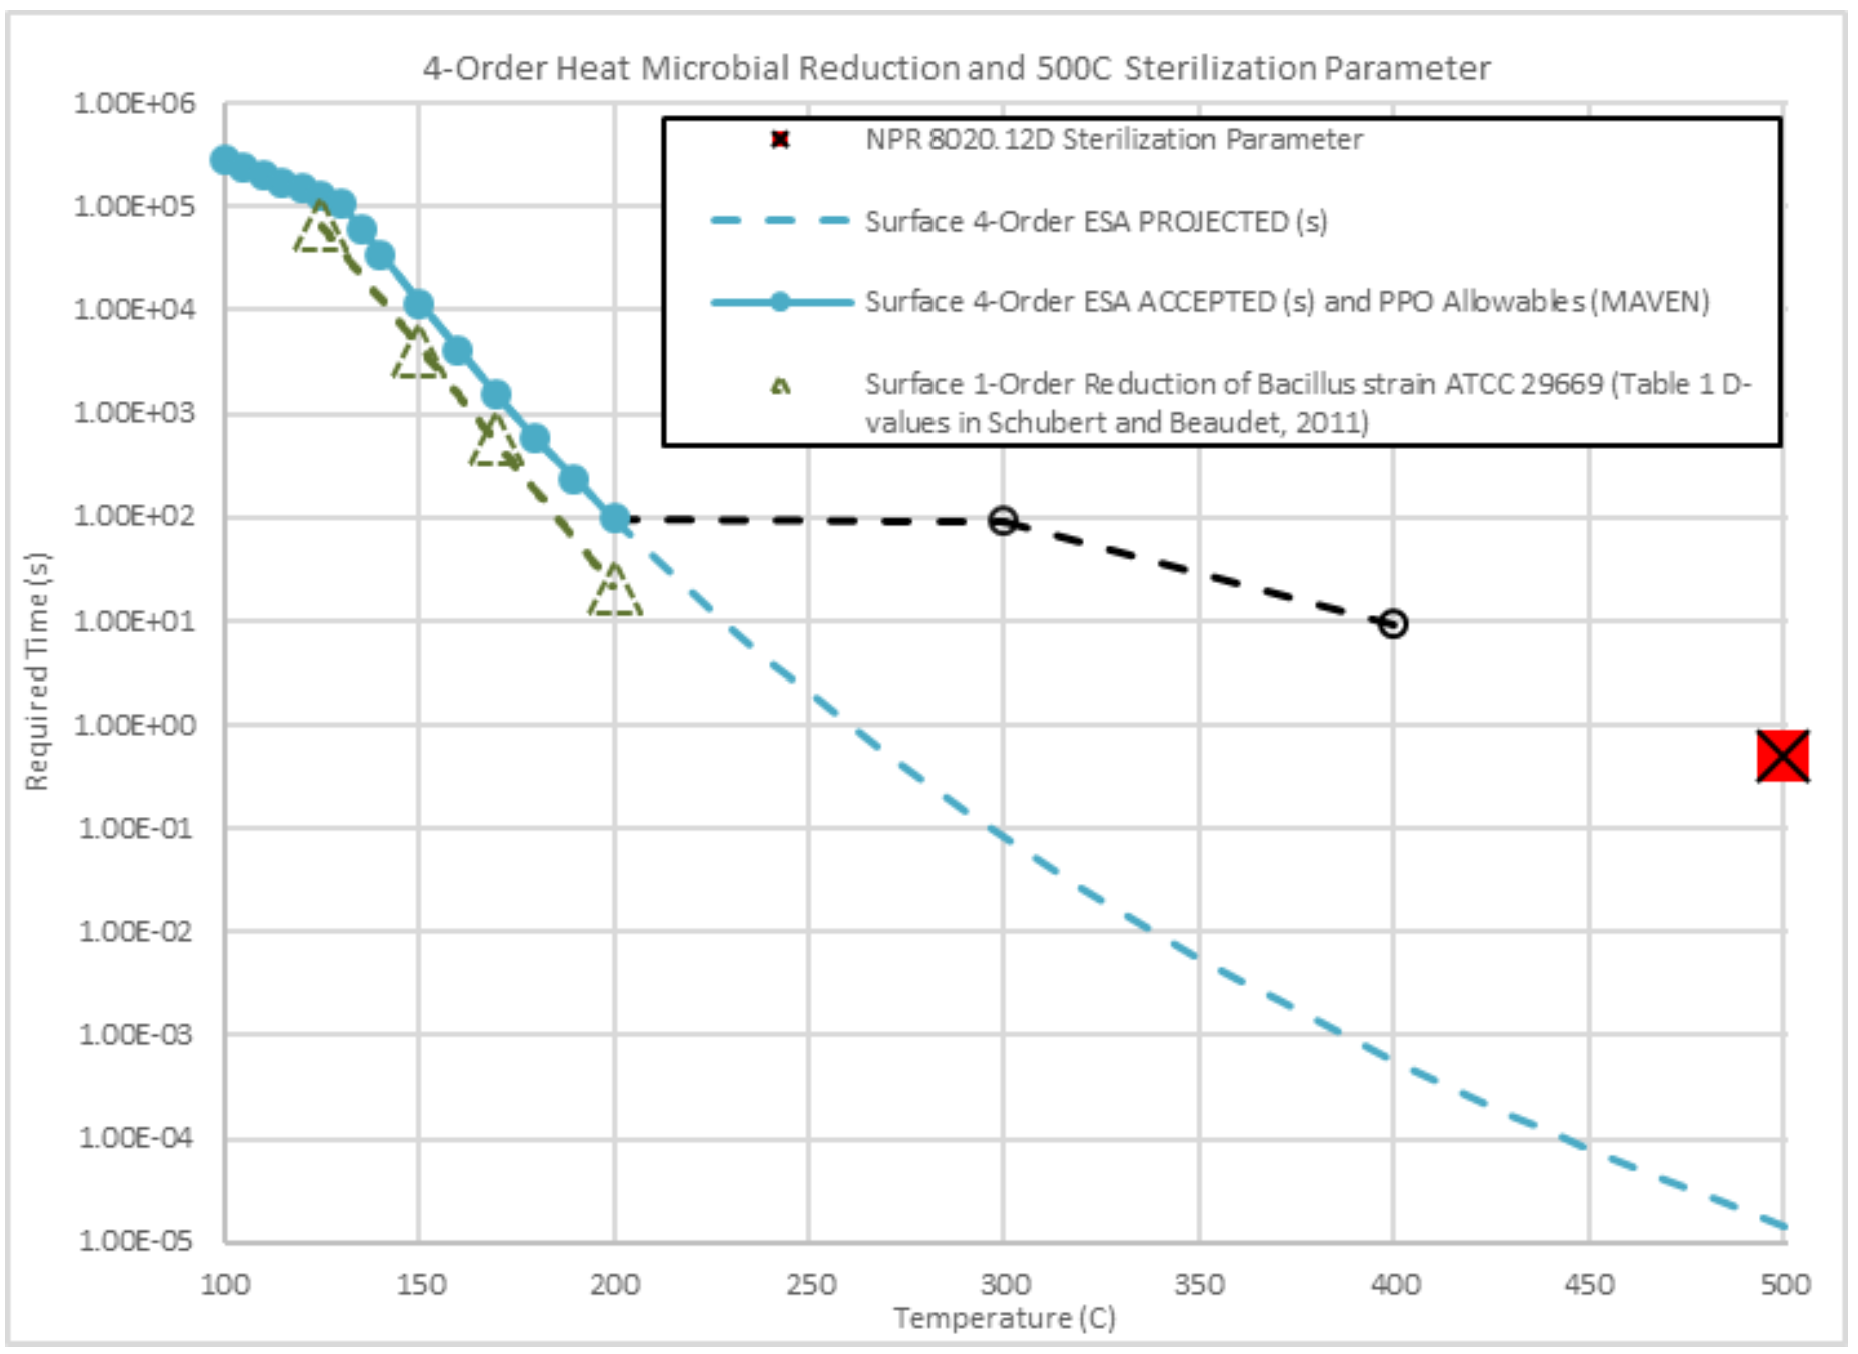 4-Order Heat Microbial Reduction and 500C Sterilization Parameter
1.00E+06
1.00E+05
1.00E+04
1.00E+03
1.00E+02
1.00E+01
1.00E+00
1.00E-01
1.00E-02
1.00E-03
1.00E-04
1.00E-05
Required Time (s)
NPR 8020.12D Sterilization Parameter
Surface 4-Order ESA PROJECTED (s)
Surface 4-Order ESA ACCEPTED (s) and PPO Allowables (MAVEN)
Surface 1-Order Reduction of Bacillus strain ATCC 29669 (Table 1 D-
values in Schubert and Beaudet, 2011)
100 150 200 250 300 350 400 450 500
Temperature (C)